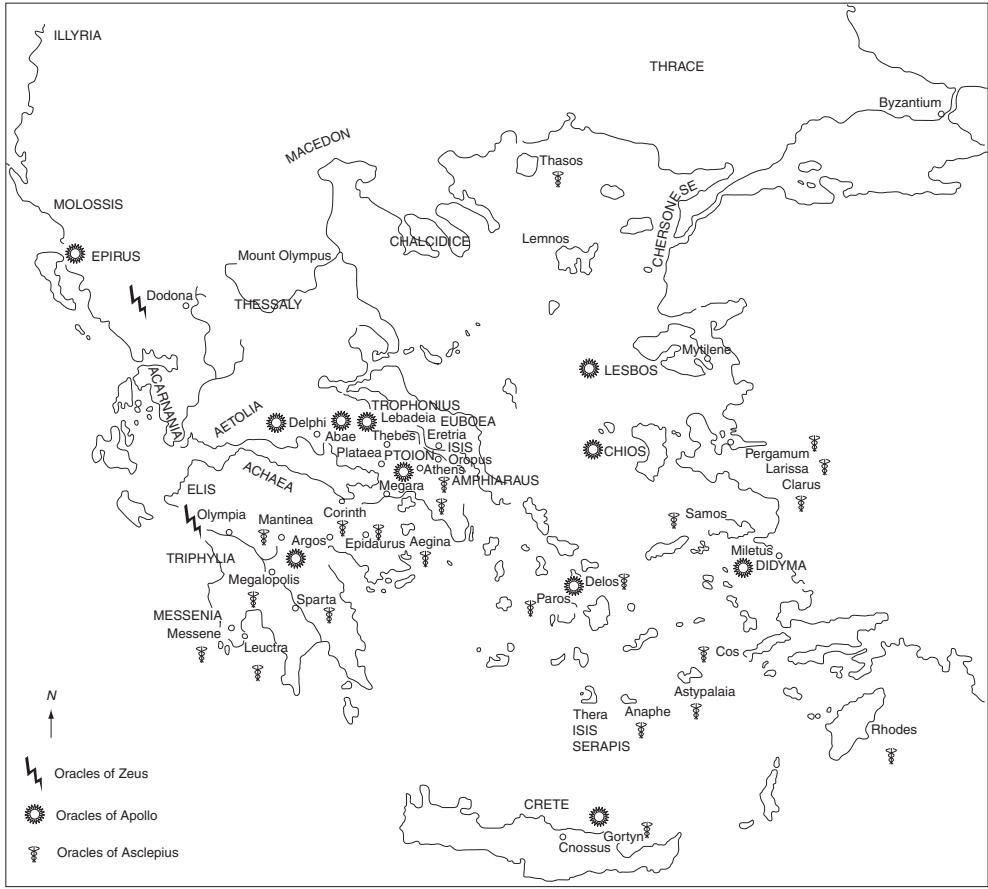 ILLYRIA
THRACE
Byzantium
MACEDON
Thasos
MOLOSSIS
CHERSONESE
CHALCIDICE
Lemnos
EPIRUS
Mount Olympus
Dodona
THESSALY
Mytilene
LESBOS
ACARNANIA
TROPHONIUS
AETOLIA
Delphi
Lebadeia
EUBOEA
Abae
Thebes
Eretria
ISIS
Plataea
PTOION
Oropus
CHIOS
Pergamum
Larissa
Athens
AMPHIARAUS
ACHAEA
Megara
Clarus
ELIS
Olympia
Mantinea
Corinth
Samos
Argos
Epidaurus
Aegina
Miletus
DIDYMA
TRIPHYLIA
Megalopolis
Delos
Paros
Sparta
MESSENIA
Messene
Leuctra
Cos
Astypalaia
N
Thera
ISIS
SERAPIS
Anaphe
Rhodes
Oracles of Zeus
CRETE
Oracles of Apollo
Gortyn
Cnossus
Oracles of Asclepius